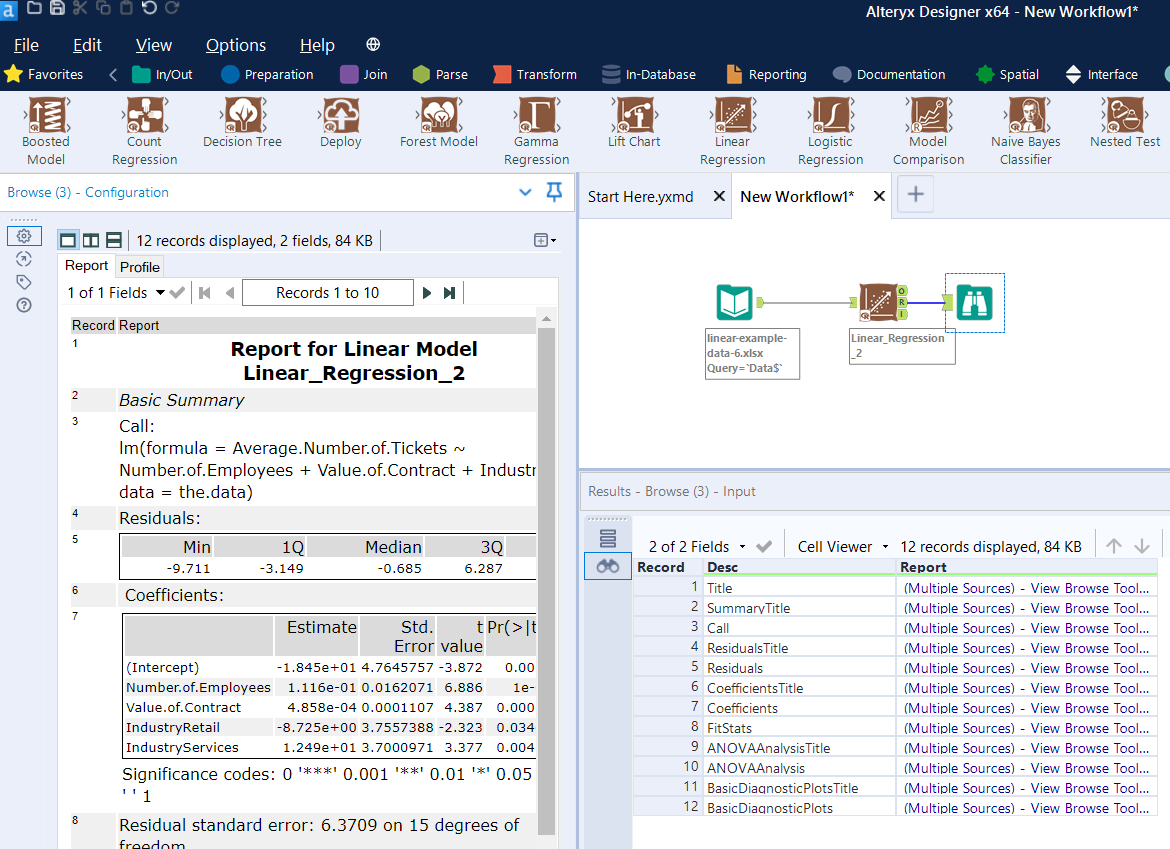 a
Alteryx Designer x64 - New Workflow1*
File Edit View Options Help
Favorites In/Out Preparation Join Parse Transform In-Database Reporting Documentation Spatial Interface
Boosted Model
Count Regression
Decision Tree
Deploy
Forest Model
Gamma Regression
Lift Chart
Linear Regression
Logistic Regression
Model Comparison
Naive Bayes Classifier
Nested Test
Browse (3) - Configuration
12 records displayed, 2 fields, 84 KB
Report Profile
1 of 1 Fields Records 1 to 10
Record Report
1 Report for Linear Model
Linear_Regression_2
2 Basic Summary
3 Call:
lm(formula = Average.Number.of.Tickets ~
Number.of.Employees + Value.of.Contract + Industr
data = the.data)
4 Residuals:
5 Min 1Q Median 3Q
-9.711 -3.149 -0.685 6.287
6 Coefficients:
7 Estimate Std. Error t value Pr(>|t
(Intercept) -1.845e+01 4.7645757 -3.872 0.00
Number.of.Employees 1.116e-01 0.0162071 6.886 1e-
Value.of.Contract 4.858e-04 0.0001107 4.387 0.000
IndustryRetail -8.725e+00 3.7557388 -2.323 0.034
IndustryServices 1.249e+01 3.7000971 3.377 0.004
Significance codes: 0 '***' 0.001 '**' 0.01 '*' 0.05
' ' 1
8 Residual standard error: 6.3709 on 15 degrees of
freedom
Start Here.yxmd New Workflow1*
linear-example-
data-6.xlsx
Query=`Data$`
O
R
I
Linear_Regression
_2
Results - Browse (3) - Input
2 of 2 Fields Cell Viewer 12 records displayed, 84 KB
Record Desc Report
1 Title (Multiple Sources) - View Browse Tool...
2 SummaryTitle (Multiple Sources) - View Browse Tool...
3 Call (Multiple Sources) - View Browse Tool...
4 ResidualsTitle (Multiple Sources) - View Browse Tool...
5 Residuals (Multiple Sources) - View Browse Tool...
6 CoefficientsTitle (Multiple Sources) - View Browse Tool...
7 Coefficients (Multiple Sources) - View Browse Tool...
8 FitStats (Multiple Sources) - View Browse Tool...
9 ANOVAAnalysisTitle (Multiple Sources) - View Browse Tool...
10 ANOVAAnalysis (Multiple Sources) - View Browse Tool...
11 BasicDiagnosticPlotsTitle (Multiple Sources) - View Browse Tool...
12 BasicDiagnosticPlots (Multiple Sources) - View Browse Tool...